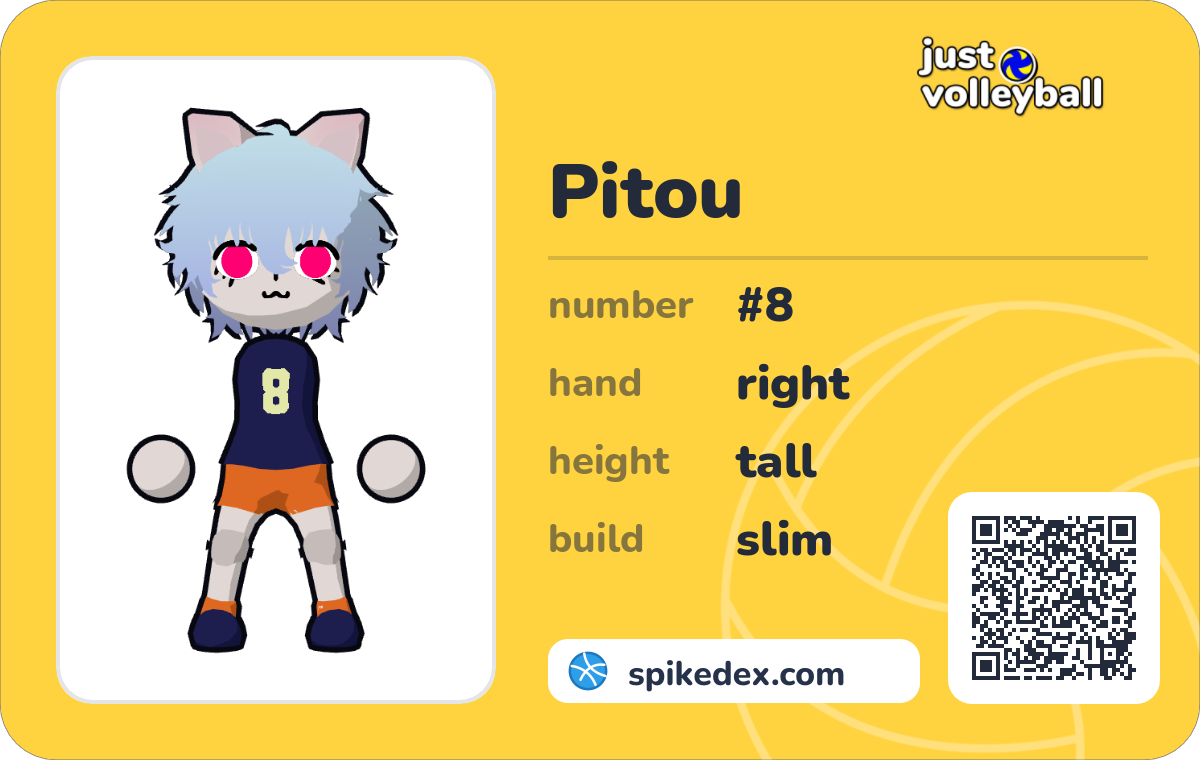 just
volleyball
Pitou
number #8
hand right
height tall
build slim
8
spikedex.com